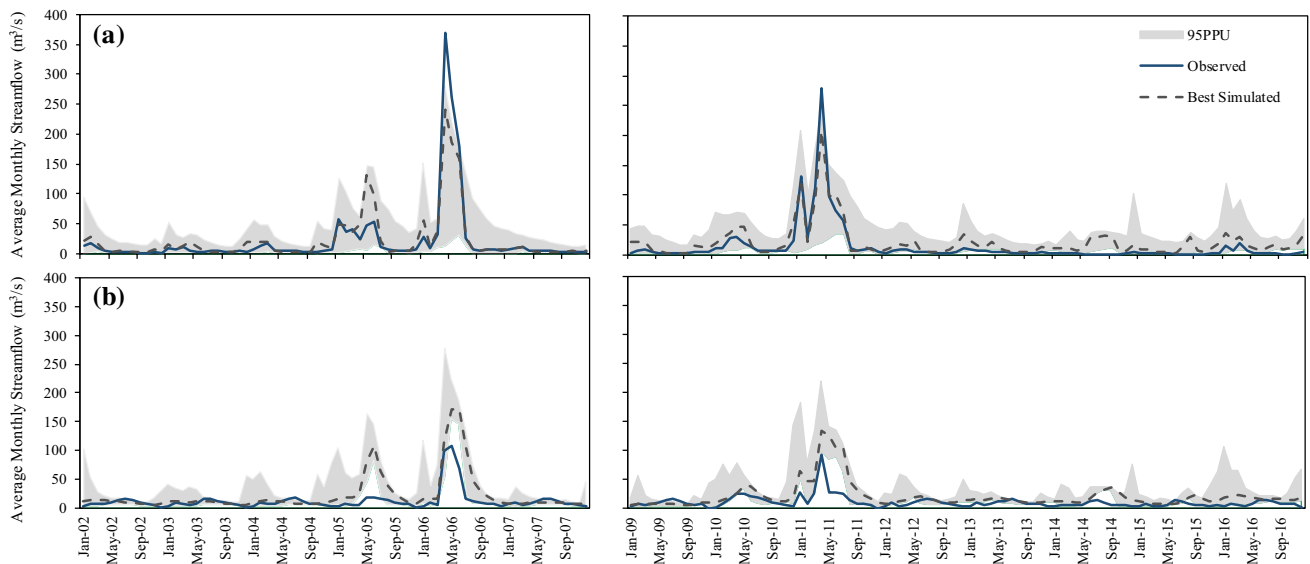 Average Monthly Streamflow (m³/s)
400
350
300
250
200
150
100
50
0
(a)
95PPU
Observed
Best Simulated
Average Monthly Streamflow (m³/s)
400
350
300
250
200
150
100
50
0
(b)
Jan-02
May-02
Sep-02
Jan-03
May-03
Sep-03
Jan-04
May-04
Sep-04
Jan-05
May-05
Sep-05
Jan-06
May-06
Sep-06
Jan-07
May-07
Sep-07
Jan-09
May-09
Sep-09
Jan-10
May-10
Sep-10
Jan-11
May-11
Sep-11
Jan-12
May-12
Sep-12
Jan-13
May-13
Sep-13
Jan-14
May-14
Sep-14
Jan-15
May-15
Sep-15
Jan-16
May-16
Sep-16